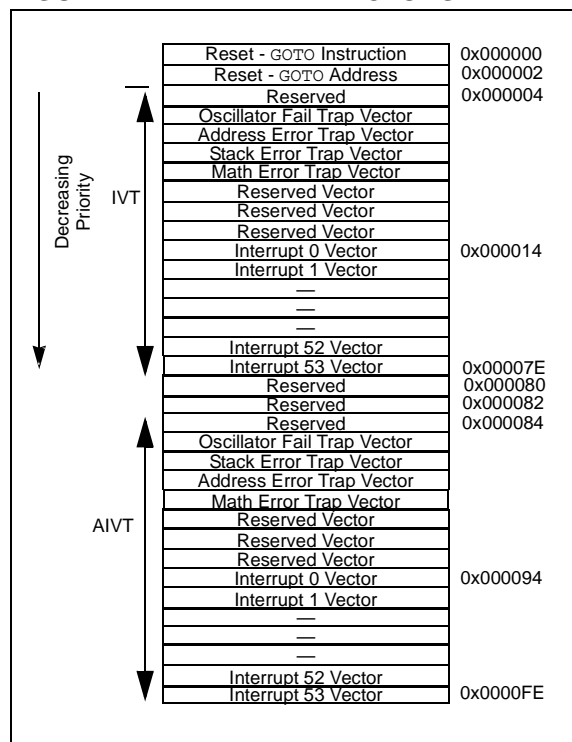 Reset - GOTO Instruction 0x000000
Reset - GOTO Address 0x000002
Reserved 0x000004
Oscillator Fail Trap Vector
Address Error Trap Vector
Stack Error Trap Vector
Math Error Trap Vector
Reserved Vector
Reserved Vector
Reserved Vector
Interrupt 0 Vector 0x000014
Interrupt 1 Vector
—
—
—
Interrupt 52 Vector
Interrupt 53 Vector 0x00007E
Reserved 0x000080
Reserved 0x000082
Reserved 0x000084
Oscillator Fail Trap Vector
Stack Error Trap Vector
Address Error Trap Vector
Math Error Trap Vector
Reserved Vector
Reserved Vector
Reserved Vector
Interrupt 0 Vector 0x000094
Interrupt 1 Vector
—
—
—
Interrupt 52 Vector
Interrupt 53 Vector 0x0000FE
Decreasing
Priority
IVT
AIVT